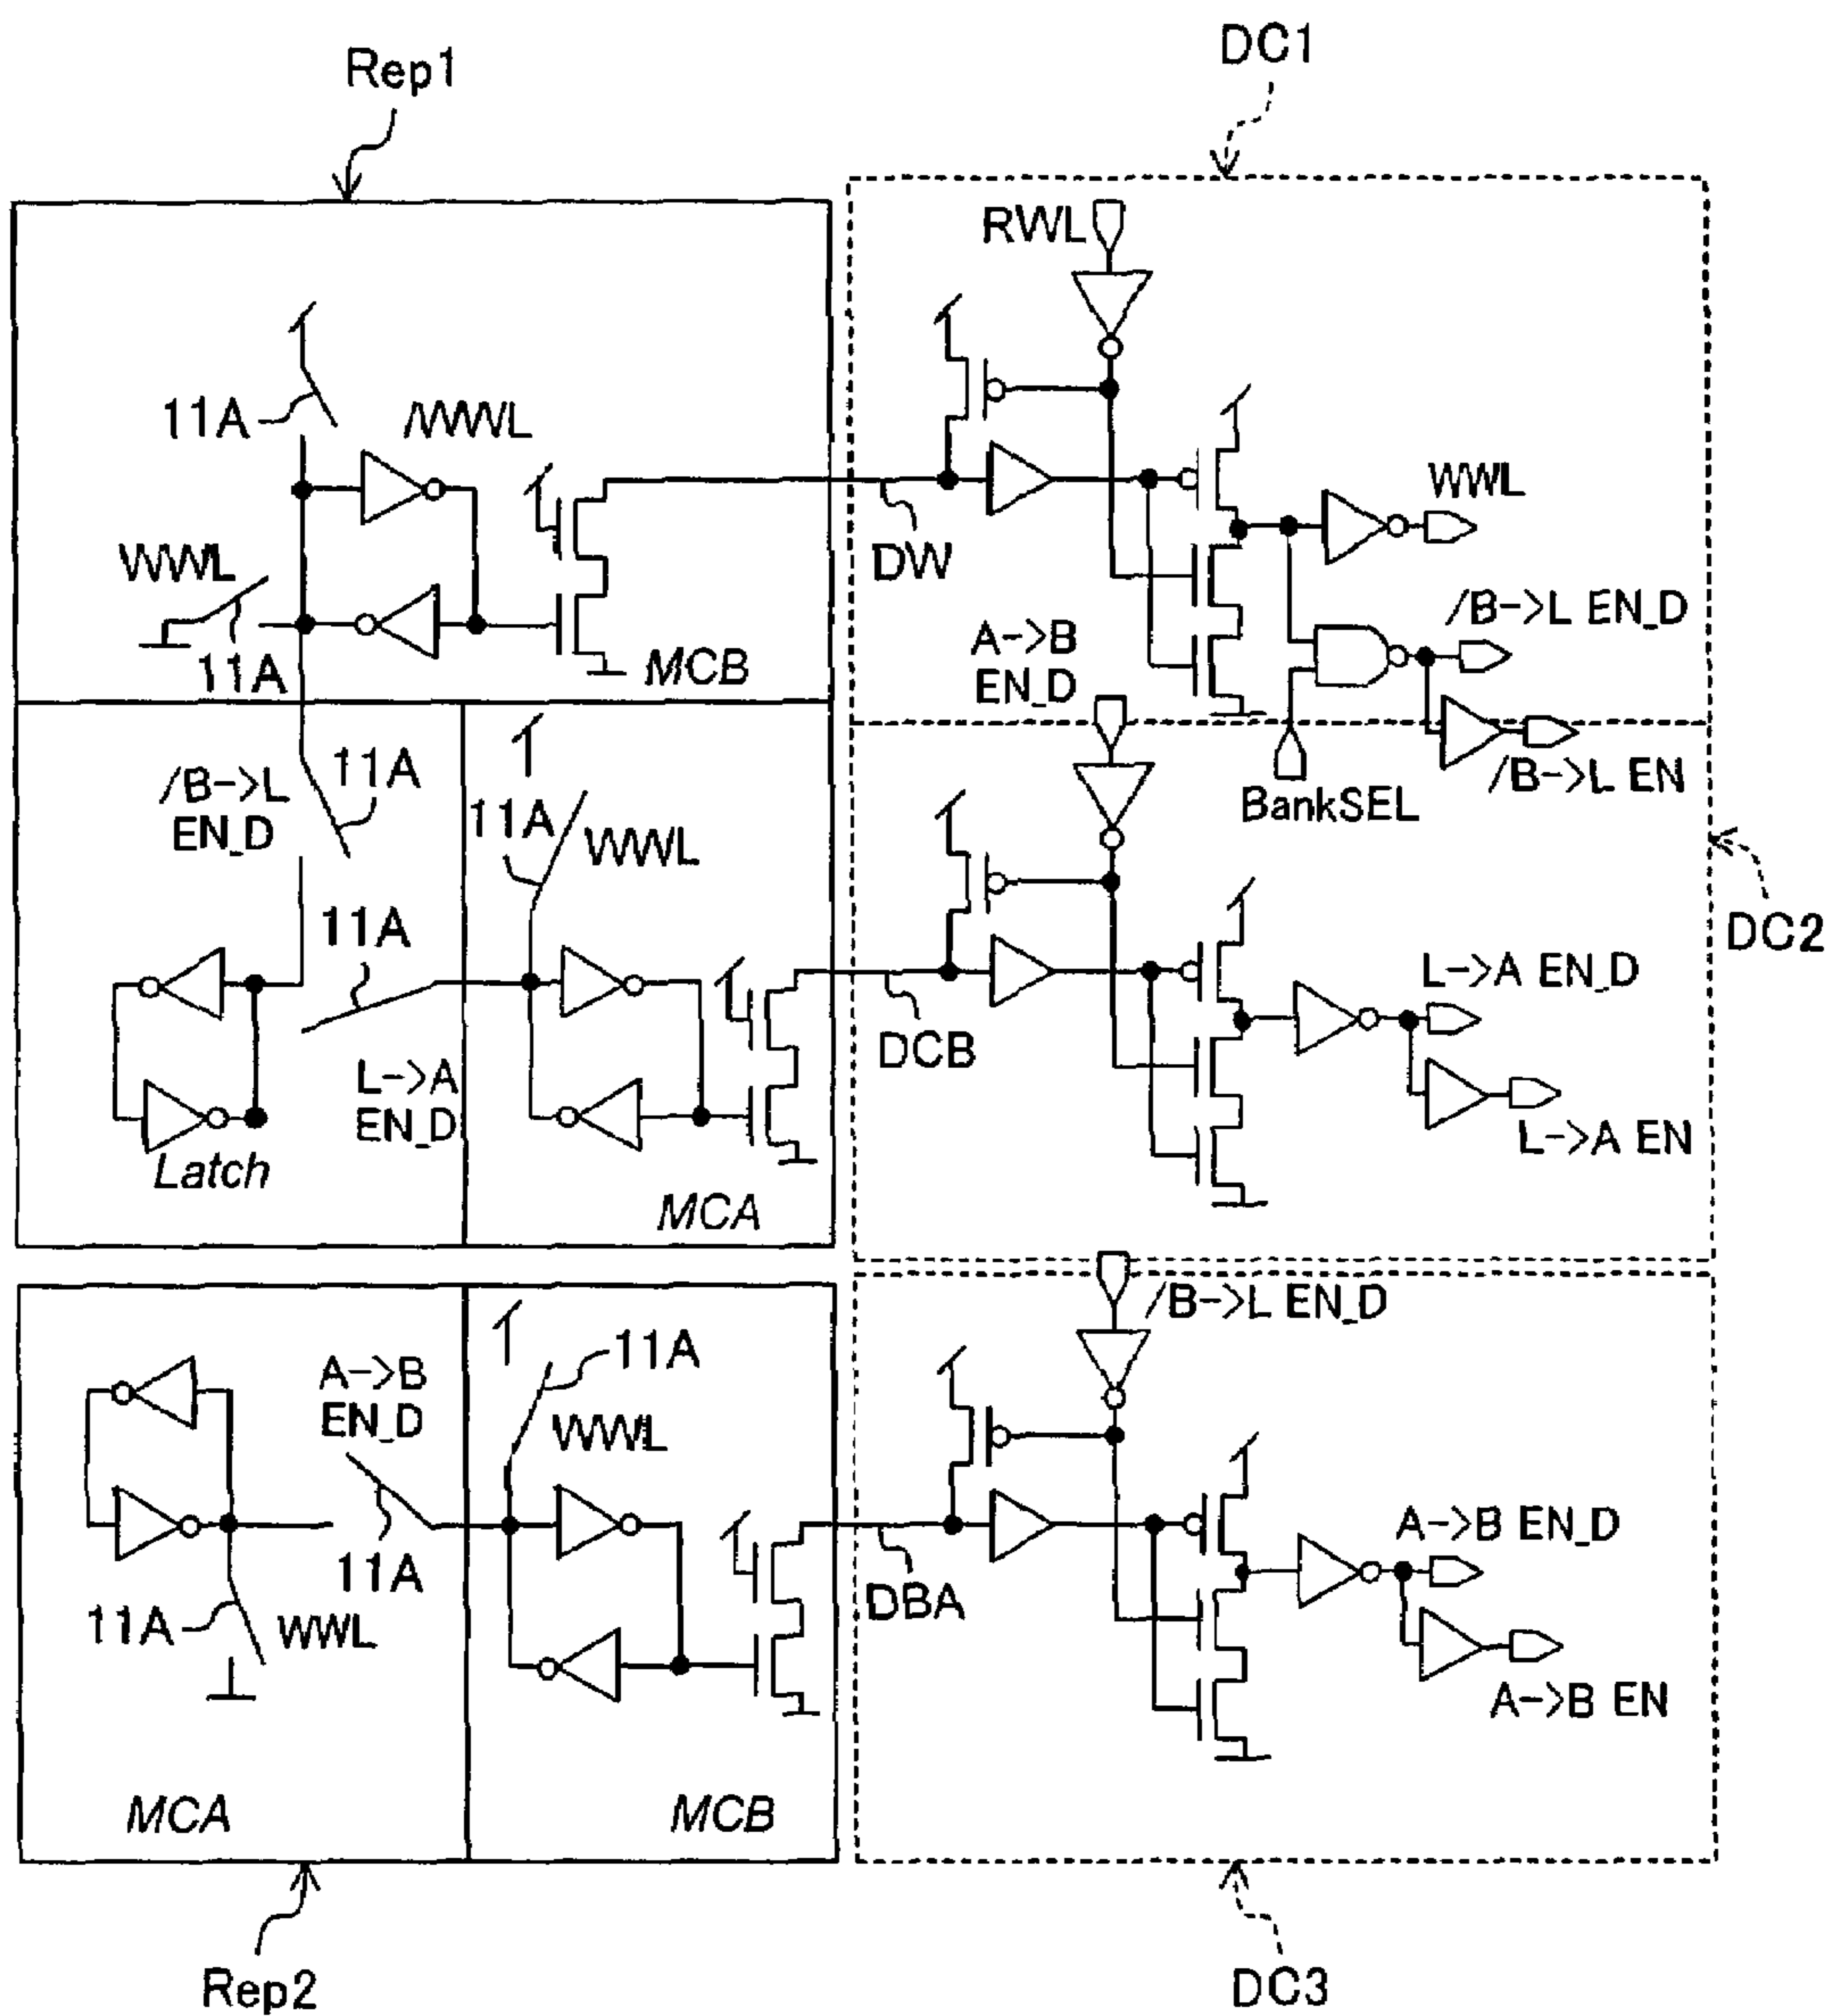 DC1
Rep1
RWL
11A
/WWL
WWL
WWL
DW
/B->L EN_D
A->B
EN_D
11A
MCB
/B->L
EN_D
11A
11A
WWL
BankSEL
/B->L EN
11A
DC2
L->A EN_D
DCB
L->A
EN_D
L->A EN
Latch
MCA
/B->L EN_D
A->B
EN_D
11A
WWL
A->B EN_D
11A
DBA
11A
WWL
A->B EN
MCA
MCB
Rep2
DC3